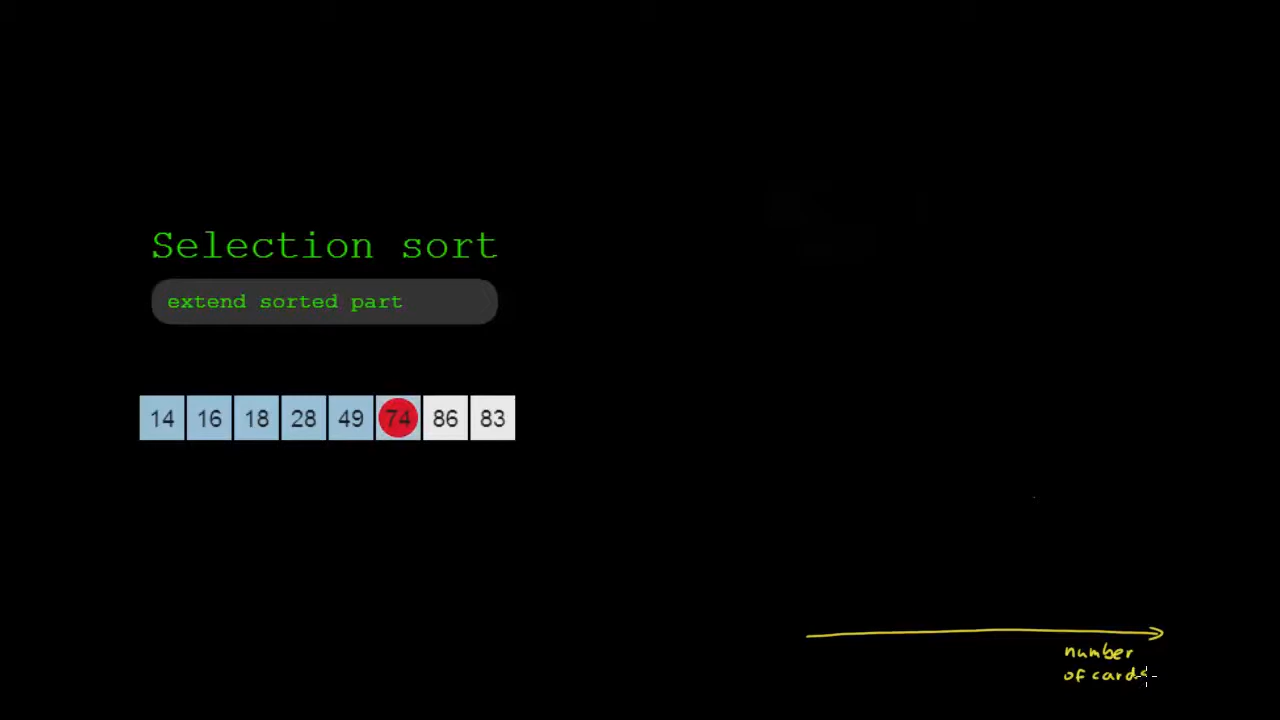 Selection sort
extend sorted part
14 16 18 28 49 74 86 83
number
of cards